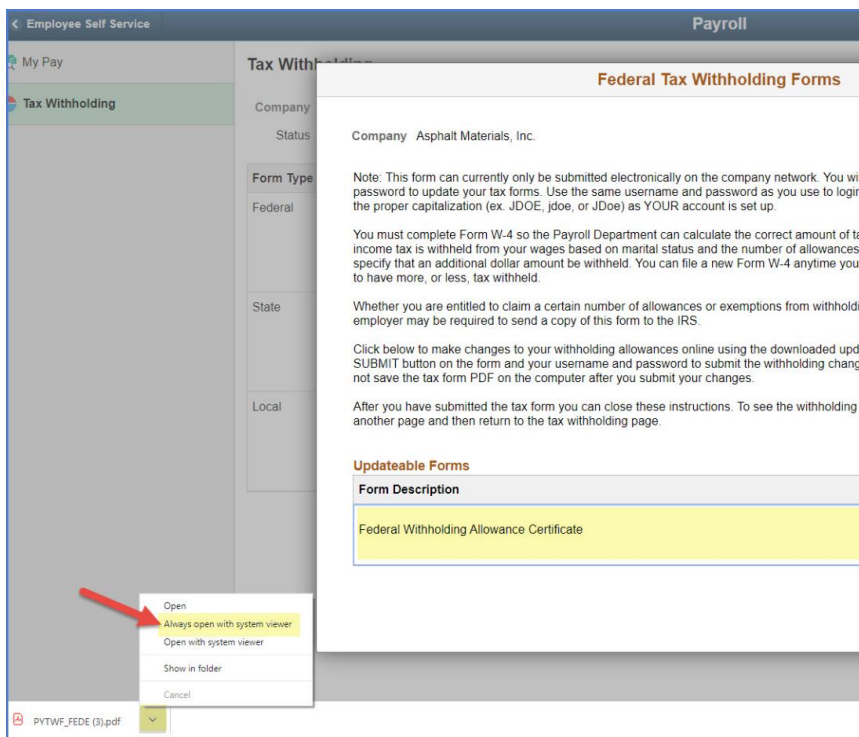 Employee Self Service
Payroll
My Pay
Tax Withholding
Tax With
Company
Status
Form Type
Federal
State
Local
Federal Tax Withholding Forms
Company Asphalt Materials, Inc.
Note: This form can currently only be submitted electronically on the company network. You wi
password to update your tax forms. Use the same username and password as you use to login
the proper capitalization (ex. JDOE, jdoe, or JDoe) as YOUR account is set up.
You must complete Form W-4 so the Payroll Department can calculate the correct amount of ta
income tax is withheld from your wages based on marital status and the number of allowances
specify that an additional dollar amount be withheld. You can file a new Form W-4 anytime you
to have more, or less, tax withheld.
Whether you are entitled to claim a certain number of allowances or exemptions from withholdi
employer may be required to send a copy of this form to the IRS.
Click below to make changes to your withholding allowances online using the downloaded upd
SUBMIT button on the form and your username and password to submit the withholding chang
not save the tax form PDF on the computer after you submit your changes.
After you have submitted the tax form you can close these instructions. To see the withholding
another page and then return to the tax withholding page.
Updateable Forms
Form Description
Federal Withholding Allowance Certificate
Open
Always open with system viewer
Open with system viewer
Show in folder
Cancel
PYTWF_FEDE (3).pdf